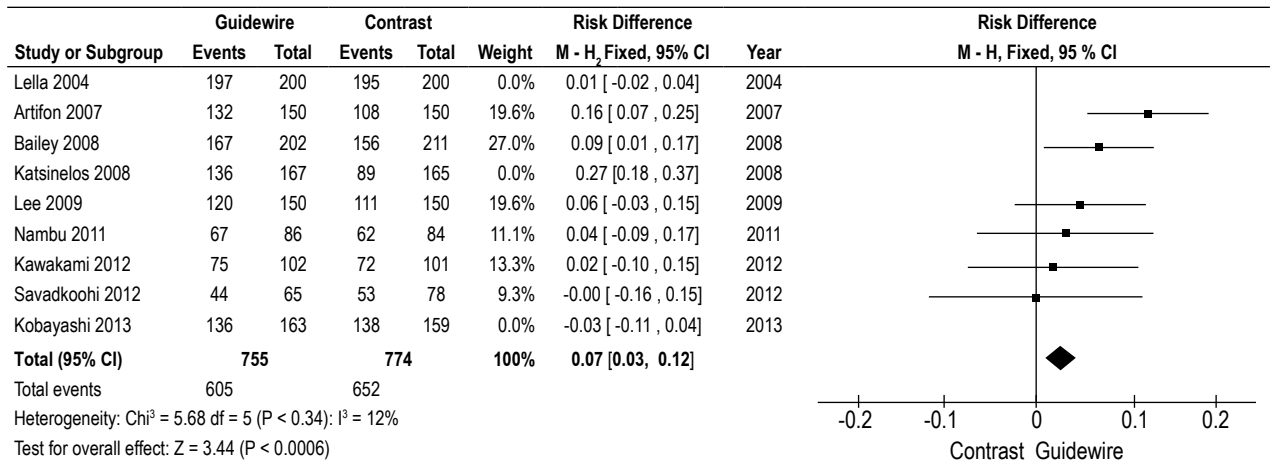 Guidewire Contrast Risk Difference Risk Difference
Study or Subgroup Events Total Events Total Weight M - H₂ Fixed, 95% CI Year M - H, Fixed, 95 % CI
Lella 2004 197 200 195 200 0.0% 0.01 [ -0.02 , 0.04] 2004
Artifon 2007 132 150 108 150 19.6% 0.16 [ 0.07 , 0.25] 2007
Bailey 2008 167 202 156 211 27.0% 0.09 [ 0.01 , 0.17] 2008
Katsinelos 2008 136 167 89 165 0.0% 0.27 [0.18 , 0.37] 2008
Lee 2009 120 150 111 150 19.6% 0.06 [ -0.03 , 0.15] 2009
Nambu 2011 67 86 62 84 11.1% 0.04 [ -0.09 , 0.17] 2011
Kawakami 2012 75 102 72 101 13.3% 0.02 [ -0.10 , 0.15] 2012
Savadkoohi 2012 44 65 53 78 9.3% -0.00 [ -0.16 , 0.15] 2012
Kobayashi 2013 136 163 138 159 0.0% -0.03 [ -0.11 , 0.04] 2013
Total (95% CI) 755 774 100% 0.07 [0.03, 0.12]
Total events 605 652
Heterogeneity: Chi³ = 5.68 df = 5 (P < 0.34): I³ = 12%
Test for overall effect: Z = 3.44 (P < 0.0006)
-0.2 -0.1 0 0.1 0.2
Contrast Guidewire